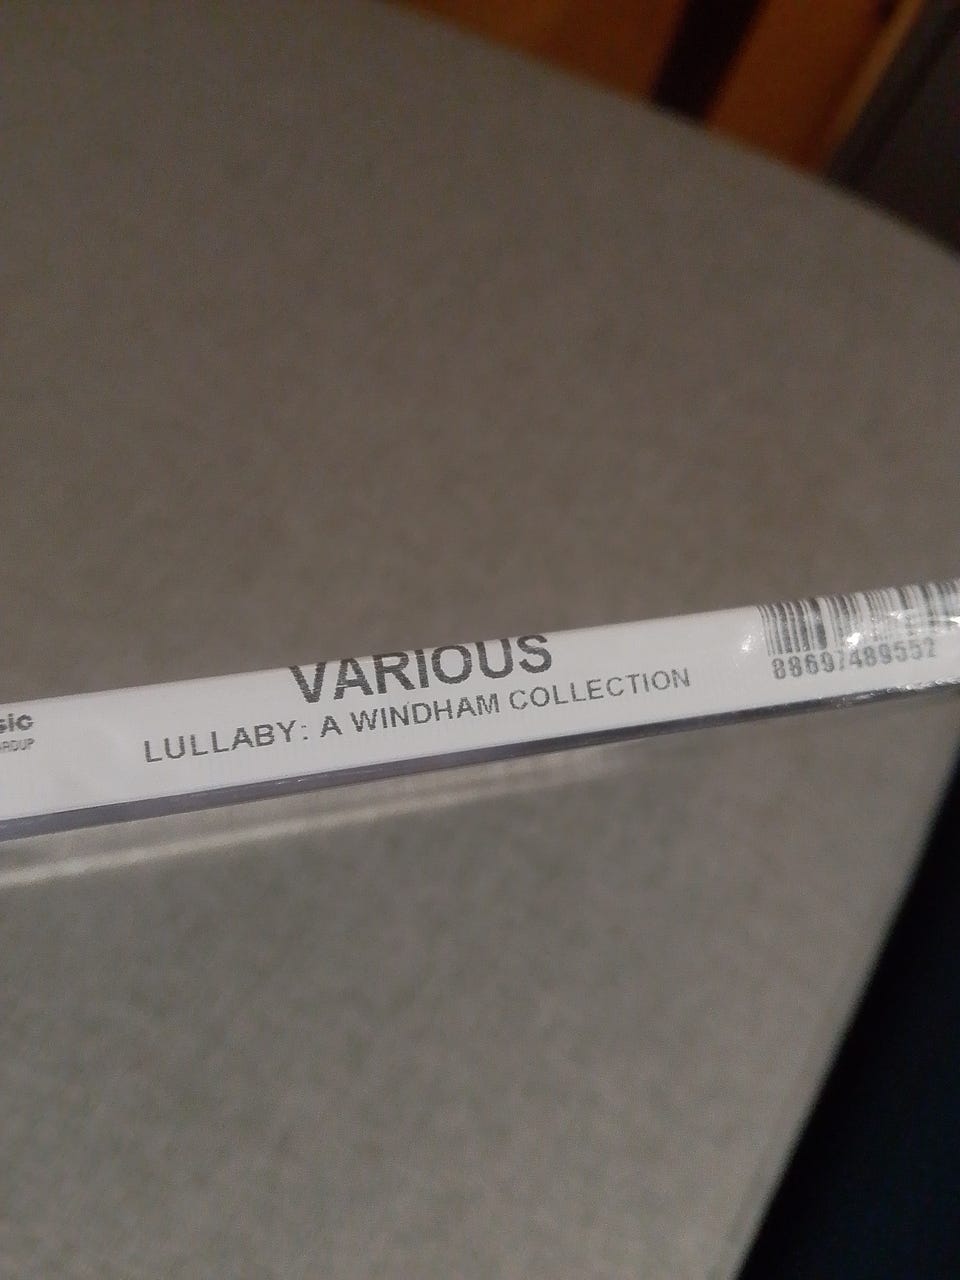 sic
VARIOUS
LULLABY: A WINDHAM COLLECTION
88697489552